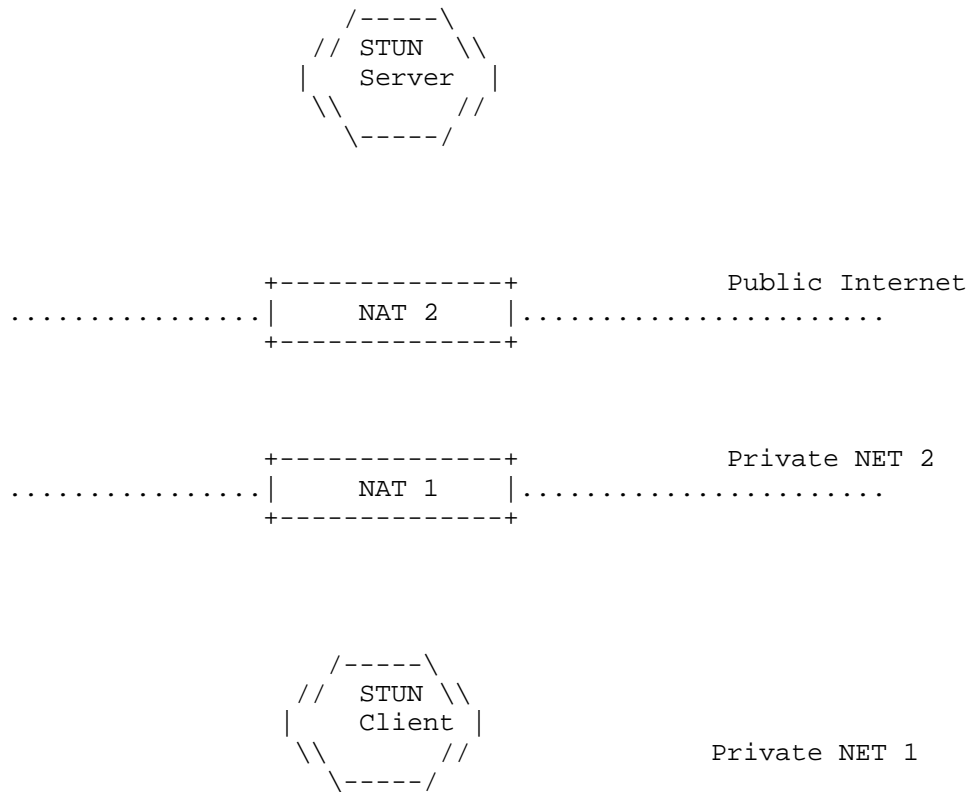 /-----\
// STUN \\
| Server |
\\ //
\-----/
+--------------+ Public Internet
................| NAT 2 |.......................
+--------------+
+--------------+ Private NET 2
................| NAT 1 |.......................
+--------------+
/-----\
// STUN \\
| Client |
\\ // Private NET 1
\-----/